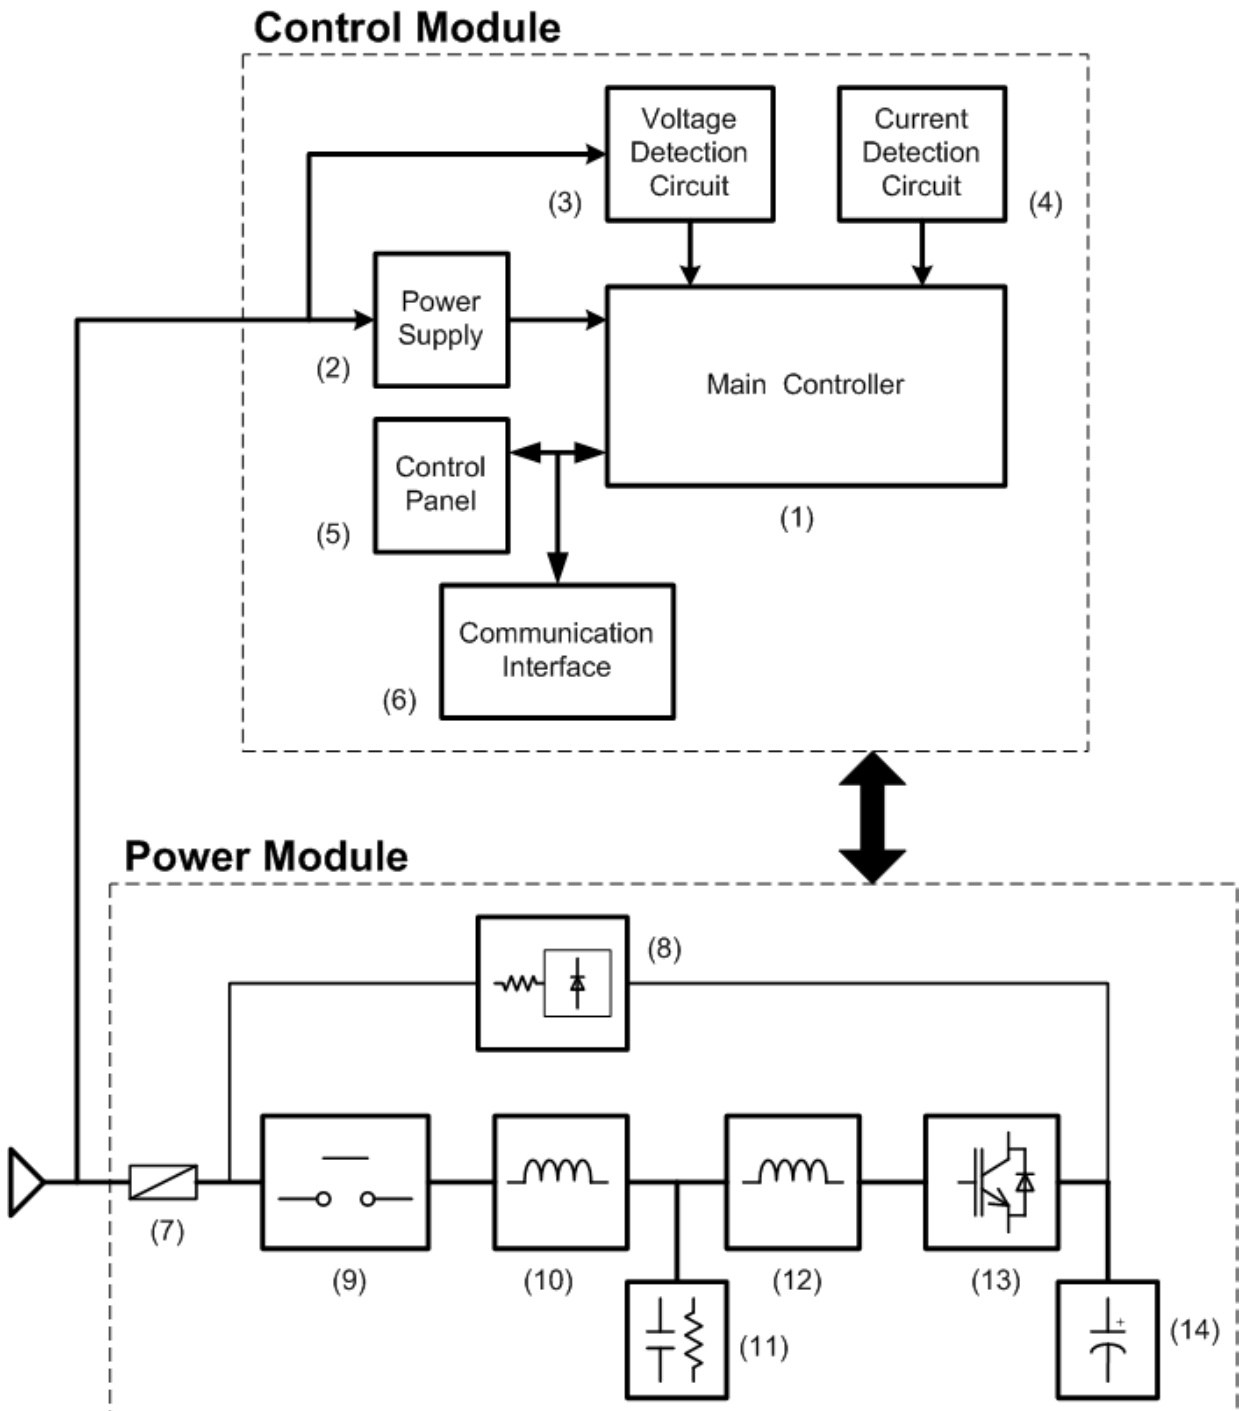 Control Module
Voltage
Detection
Circuit
(3)
Current
Detection
Circuit
(4)
Power
Supply
(2)
Main Controller
(1)
Control
Panel
(5)
Communication
Interface
(6)
Power Module
(8)
(7)
(9)
(10)
(12)
(13)
(11)
+
(14)